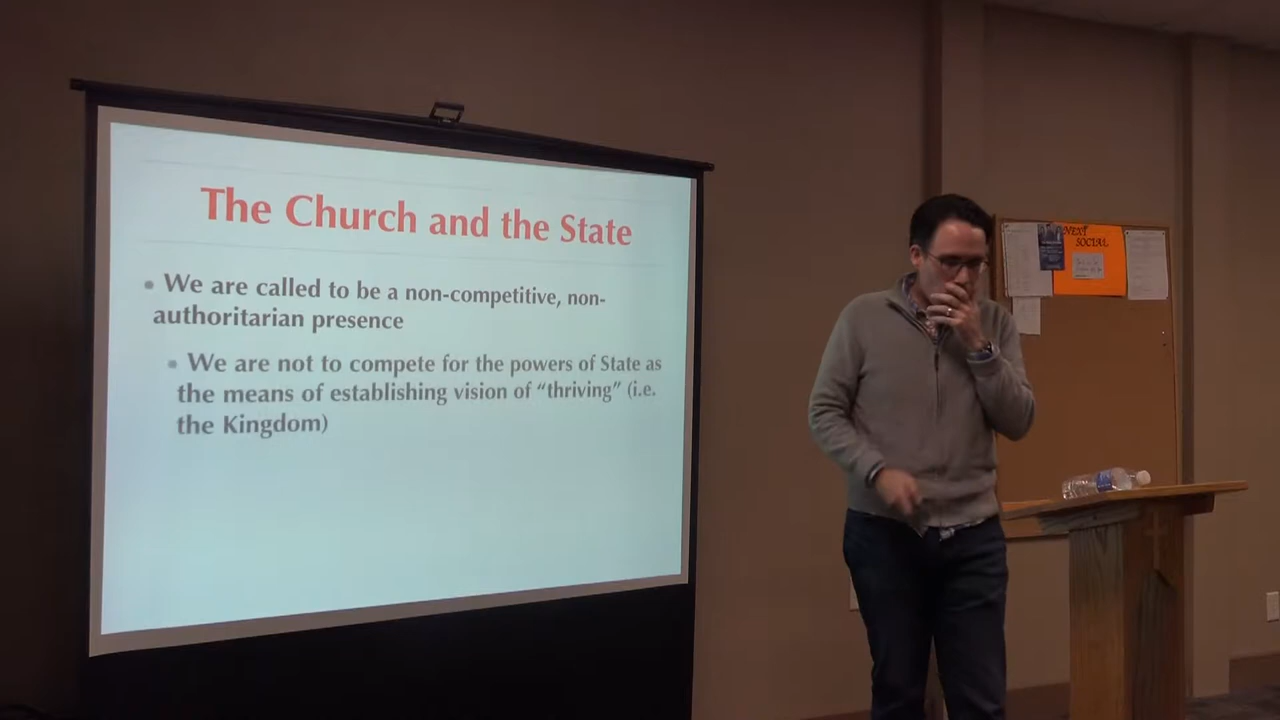 The Church and the State
• We are called to be a non-competitive, non-
authoritarian presence
• We are not to compete for the powers of State as
the means of establishing vision of “thriving” (i.e.
the Kingdom)
NEXT
SOCIAL